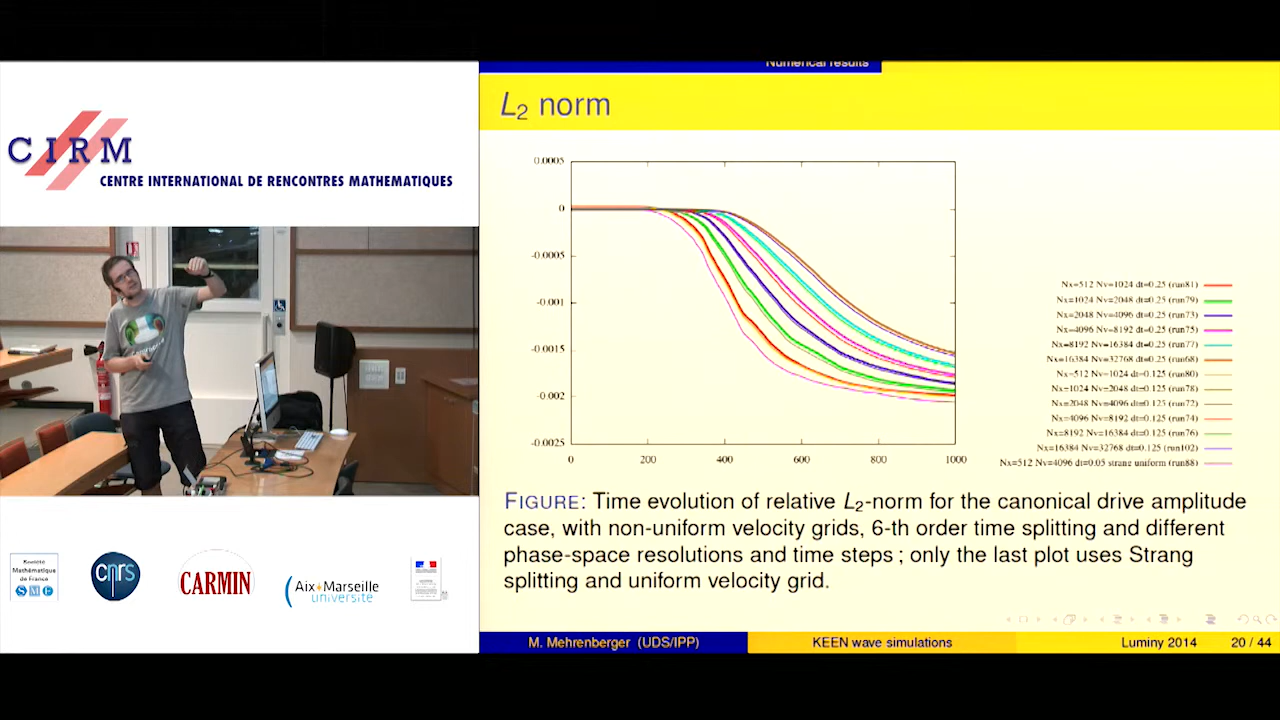 Numerical results
L2 norm
CIRM
CENTRE INTERNATIONAL DE RENCONTRES MATHEMATIQUES
0.0005
0
-0.0005
-0.001
-0.0015
-0.002
-0.0025
0 200 400 600 800 1000
Nx=512 Nv=1024 dt=0.25 (run81)
Nx=1024 Nv=2048 dt=0.25 (run79)
Nx=2048 Nv=4096 dt=0.25 (run73)
Nx=4096 Nv=8192 dt=0.25 (run75)
Nx=8192 Nv=16384 dt=0.25 (run77)
Nx=16384 Nv=32768 dt=0.25 (run68)
Nx=512 Nv=1024 dt=0.125 (run80)
Nx=1024 Nv=2048 dt=0.125 (run78)
Nx=2048 Nv=4096 dt=0.125 (run72)
Nx=4096 Nv=8192 dt=0.125 (run74)
Nx=8192 Nv=16384 dt=0.125 (run76)
Nx=16384 Nv=32768 dt=0.125 (run102)
Nx=512 Nv=4096 dt=0.05 strang uniform (run88)
FIGURE: Time evolution of relative L2-norm for the canonical drive amplitude
case, with non-uniform velocity grids, 6-th order time splitting and different
phase-space resolutions and time steps ; only the last plot uses Strang
splitting and uniform velocity grid.
Société
Mathématique
de France
SMF
cnrs
CARMIN
Aix*Marseille
université
M. Mehrenberger (UDS/IPP) KEEN wave simulations Luminy 2014 20 / 44